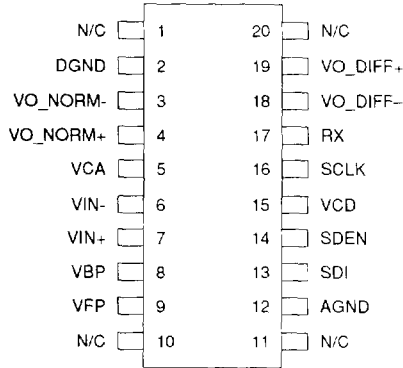 N/C 1 20 N/C
DGND 2 19 VO_DIFF+
VO_NORM- 3 18 VO_DIFF-
VO_NORM+ 4 17 RX
VCA 5 16 SCLK
VIN- 6 15 VCD
VIN+ 7 14 SDEN
VBP 8 13 SDI
VFP 9 12 AGND
N/C 10 11 N/C